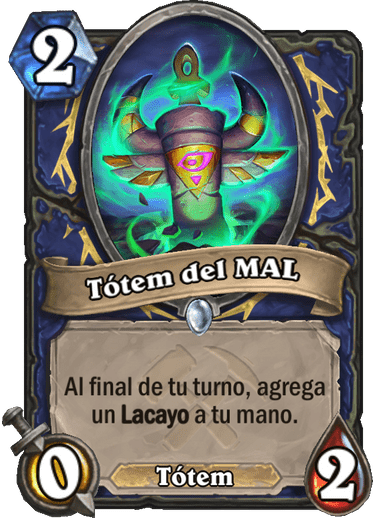 2
Tótem del MAL
Al final de tu turno, agrega
un Lacayo a tu mano.
Tótem
0
2